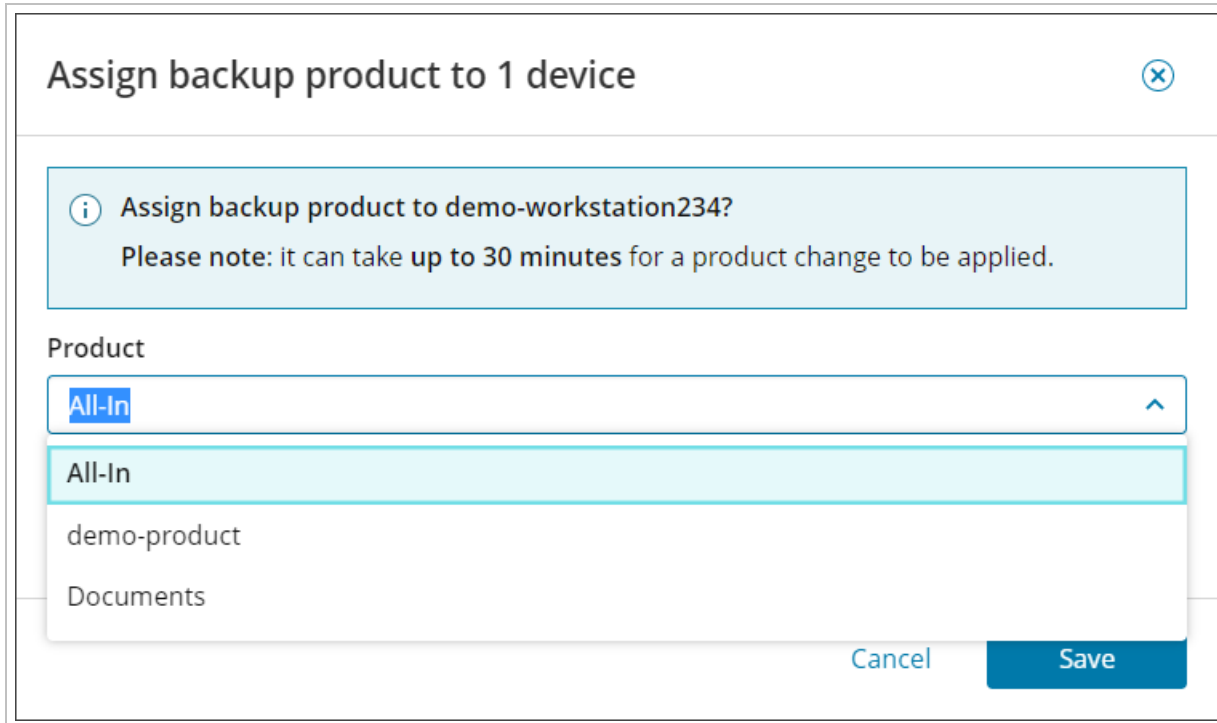 Assign backup product to 1 device
Assign backup product to demo-workstation234?
Please note: it can take up to 30 minutes for a product change to be applied.
Product
All-In
All-In
demo-product
Documents
Cancel
Save